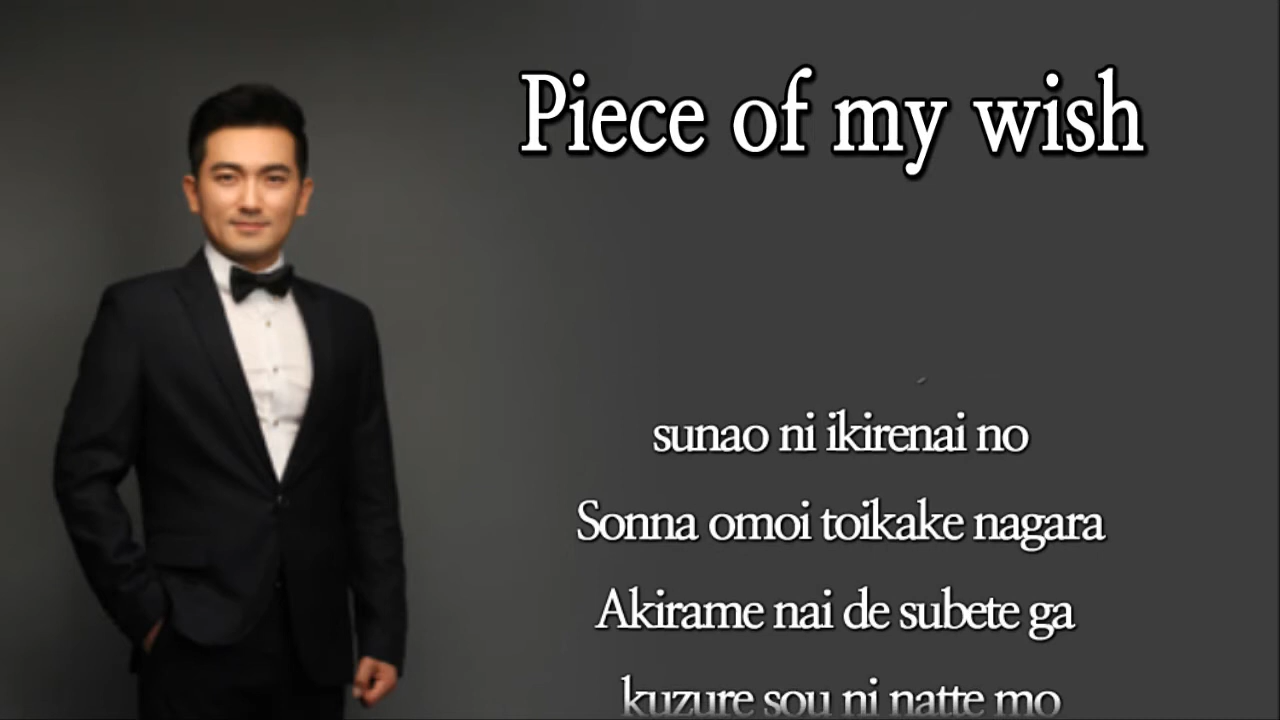 Piece of my wish
sunao ni ikirenai no
Sonna omoi toikake nagara
Akirame nai de subete ga
kuzure sou ni natte mo